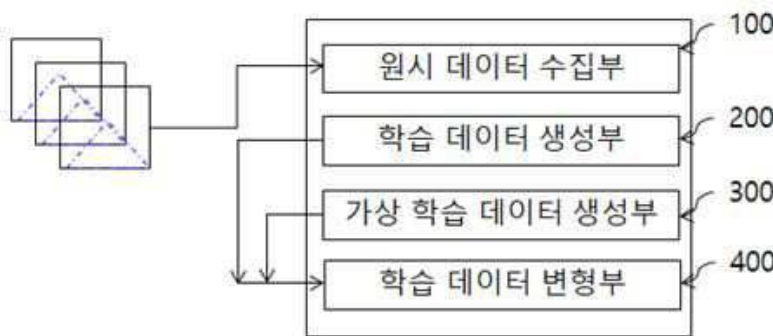 100
원시 데이터 수집부
200
학습 데이터 생성부
300
가상 학습 데이터 생성부
400
학습 데이터 변형부